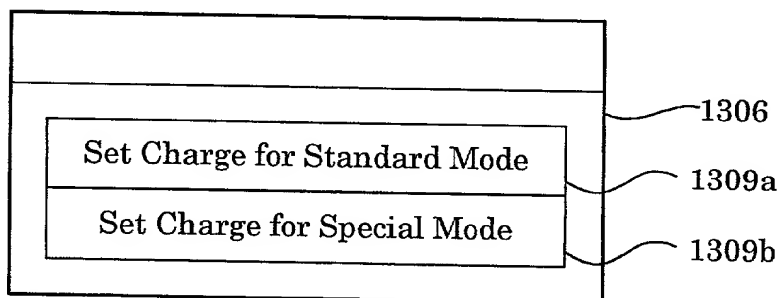 1306
Set Charge for Standard Mode
1309a
Set Charge for Special Mode
1309b